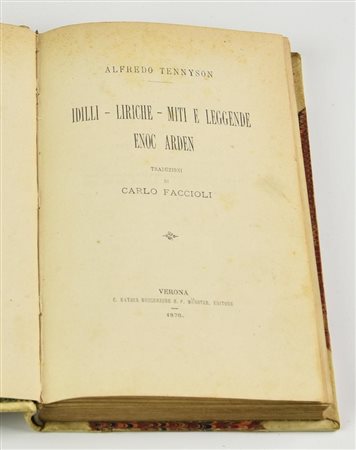 ALFREDO TENNYSON
IDILLI - LIRICHE - MITI E LEGGENDE
ENOC ARDEN
TRADUZIONI
DI
CARLO FACCIOLI
VERONA
C. KAYSER SUCCESSORE H. F. MÜNSTER, EDITORE
1876.